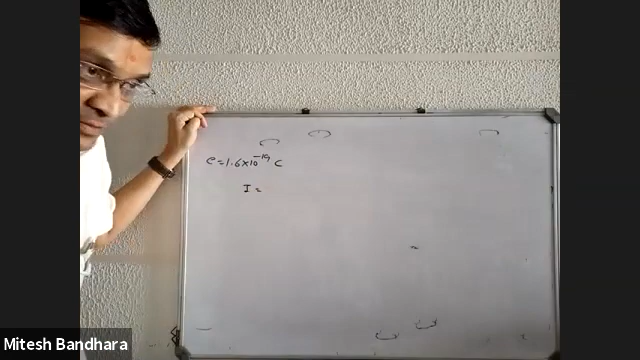 e = 1.6 × 10⁻¹⁹ C
I =
Mitesh Bandhara